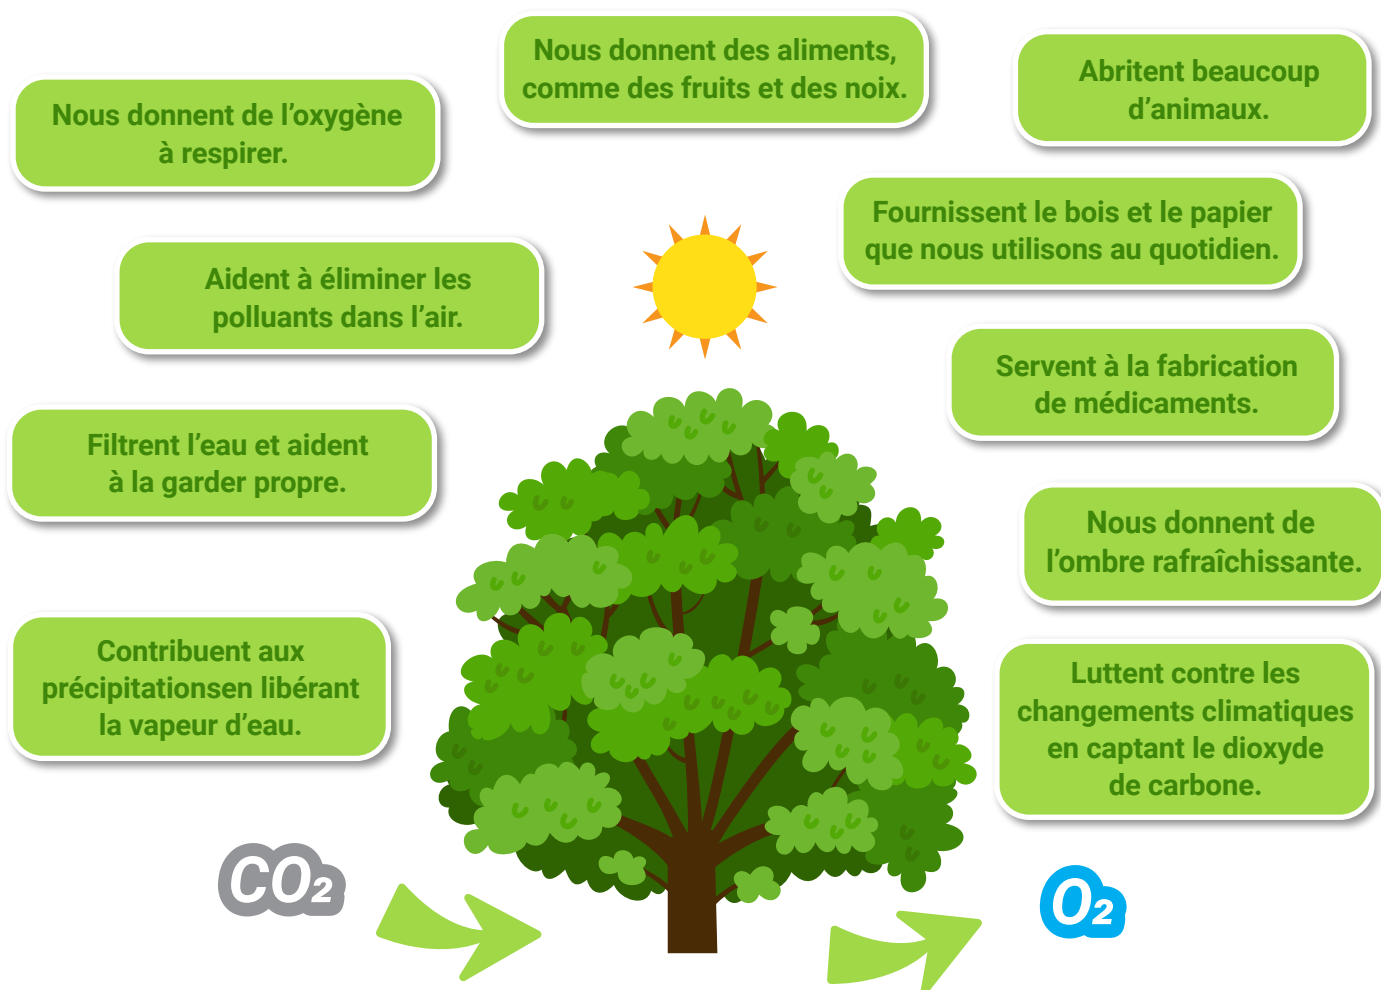 Nous donnent des aliments,
comme des fruits et des noix.
Abritent beaucoup
d’animaux.
Nous donnent de l’oxygène
à respirer.
Fournissent le bois et le papier
que nous utilisons au quotidien.
Aident à éliminer les
polluants dans l’air.
Servent à la fabrication
de médicaments.
Filtrent l’eau et aident
à la garder propre.
Nous donnent de
l’ombre rafraîchissante.
Contribuent aux
précipitationsen libérant
la vapeur d’eau.
Luttent contre les
changements climatiques
en captant le dioxyde
de carbone.
CO₂
O₂